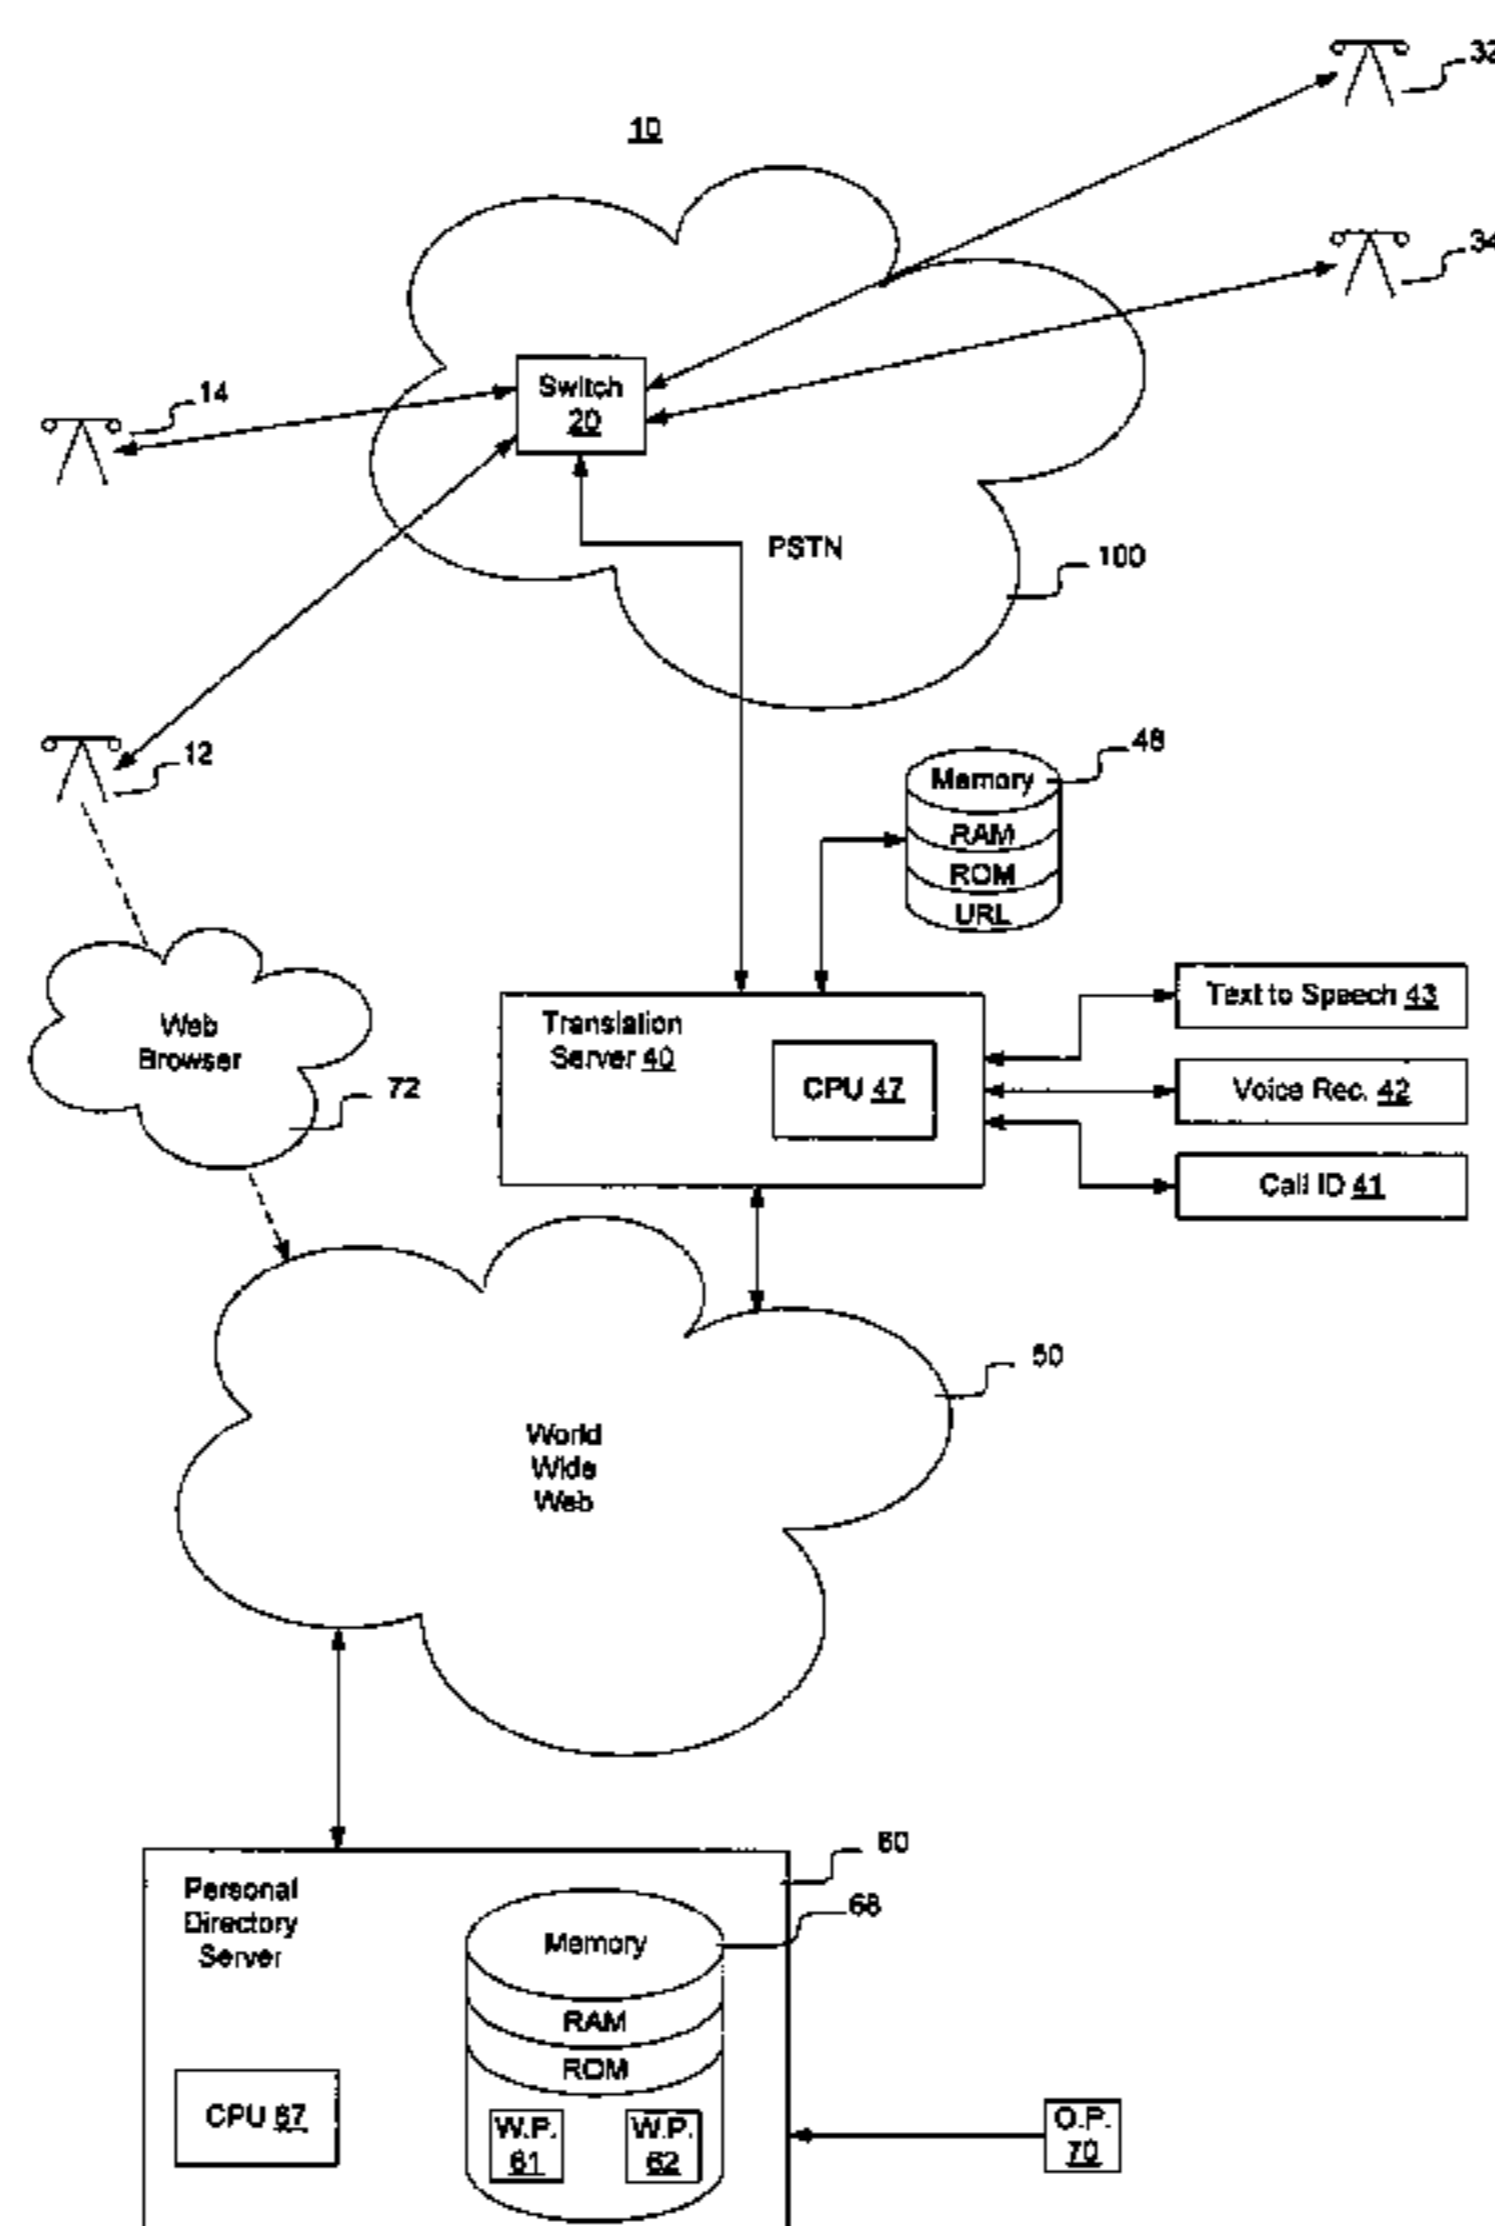 10
32
34
14
Switch
20
PSTN
100
12
48
Memory
RAM
ROM
URL
Web
Browser
72
Translation
Server 40
CPU 47
Text to Speech 43
Voice Rec. 42
Call ID 41
50
World
Wide
Web
60
68
Personal
Directory
Server
Memory
RAM
ROM
CPU 67
W.P.
61
W.P.
62
O.P.
70